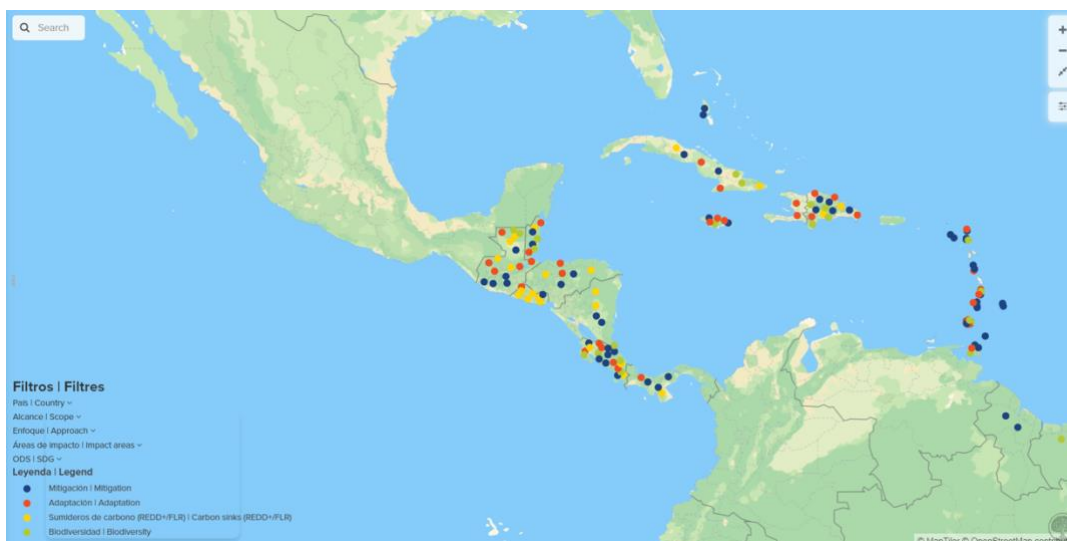 Search
Filtros | Filtres
País | Country
Alcance | Scope
Enfoque | Approach
Áreas de impacto | Impact areas
ODS | SDG
Leyenda | Legend
Mitigación | Mitigation
Adaptación | Adaptation
Sumideros de carbono (REDD+/FLR) | Carbon sinks (REDD+/FLR)
Biodiversidad | Biodiversity
© MapTiler © OpenStreetMap